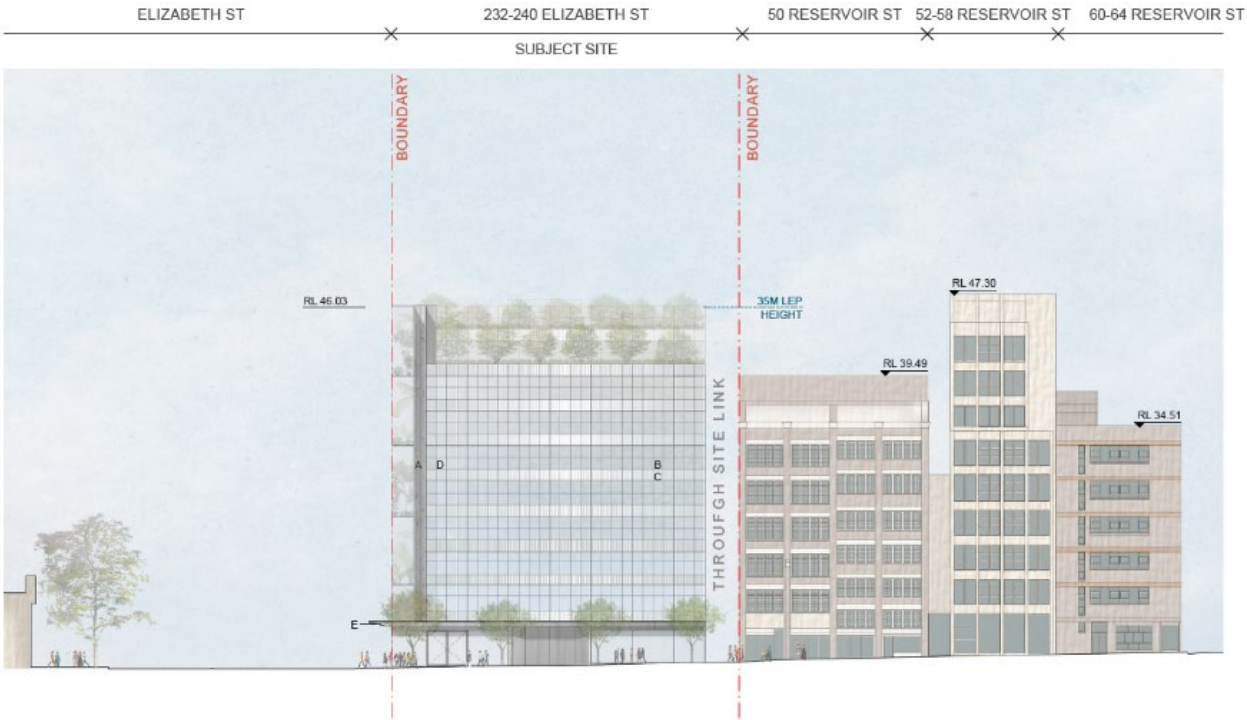 ELIZABETH ST
232-240 ELIZABETH ST
50 RESERVOIR ST
52-58 RESERVOIR ST
60-64 RESERVOIR ST
SUBJECT SITE
BOUNDARY
BOUNDARY
RL 46.03
35M LEP
HEIGHT
RL 47.30
RL 39.49
RL 34.51
THROUFGH SITE LINK
A
D
B
C
E